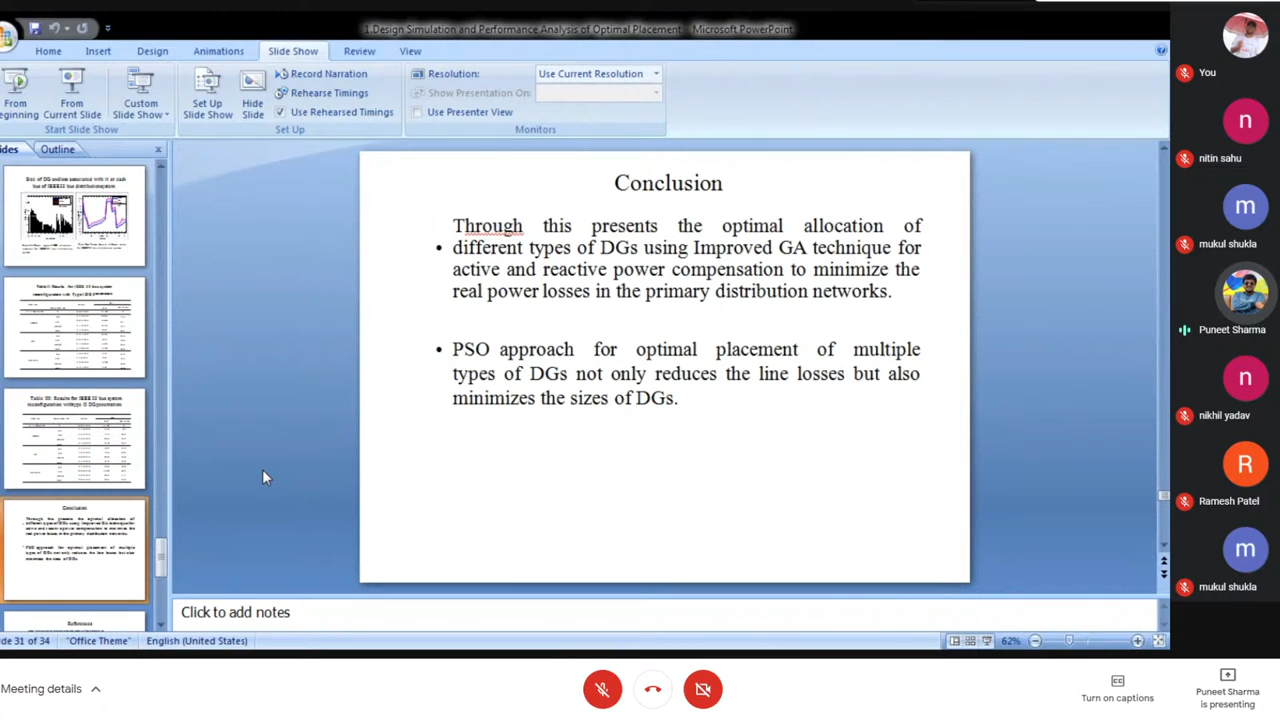 1.Design Simulation and Performance Analysis of Optimal Placement - Microsoft PowerPoint
Home Insert Design Animations Slide Show Review View
From
eginning
From
Current Slide
Custom
Slide Show
Start Slide Show
Set Up
Slide Show
Hide
Slide
Record Narration
Rehearse Timings
Use Rehearsed Timings
Set Up
Resolution: Use Current Resolution
Show Presentation On:
Use Presenter View
Monitors
des Outline
Conclusion
Through this presents the optimal allocation of
• different types of DGs using Improved GA technique for
active and reactive power compensation to minimize the
real power losses in the primary distribution networks.
• PSO approach for optimal placement of multiple
types of DGs not only reduces the line losses but also
minimizes the sizes of DGs.
Click to add notes
de 31 of 34 "Office Theme" English (United States) 62%
You
n
nitin sahu
m
mukul shukla
Puneet Sharma
n
nikhil yadav
R
Ramesh Patel
m
mukul shukla
Meeting details
CC
Turn on captions
Puneet Sharma
is presenting